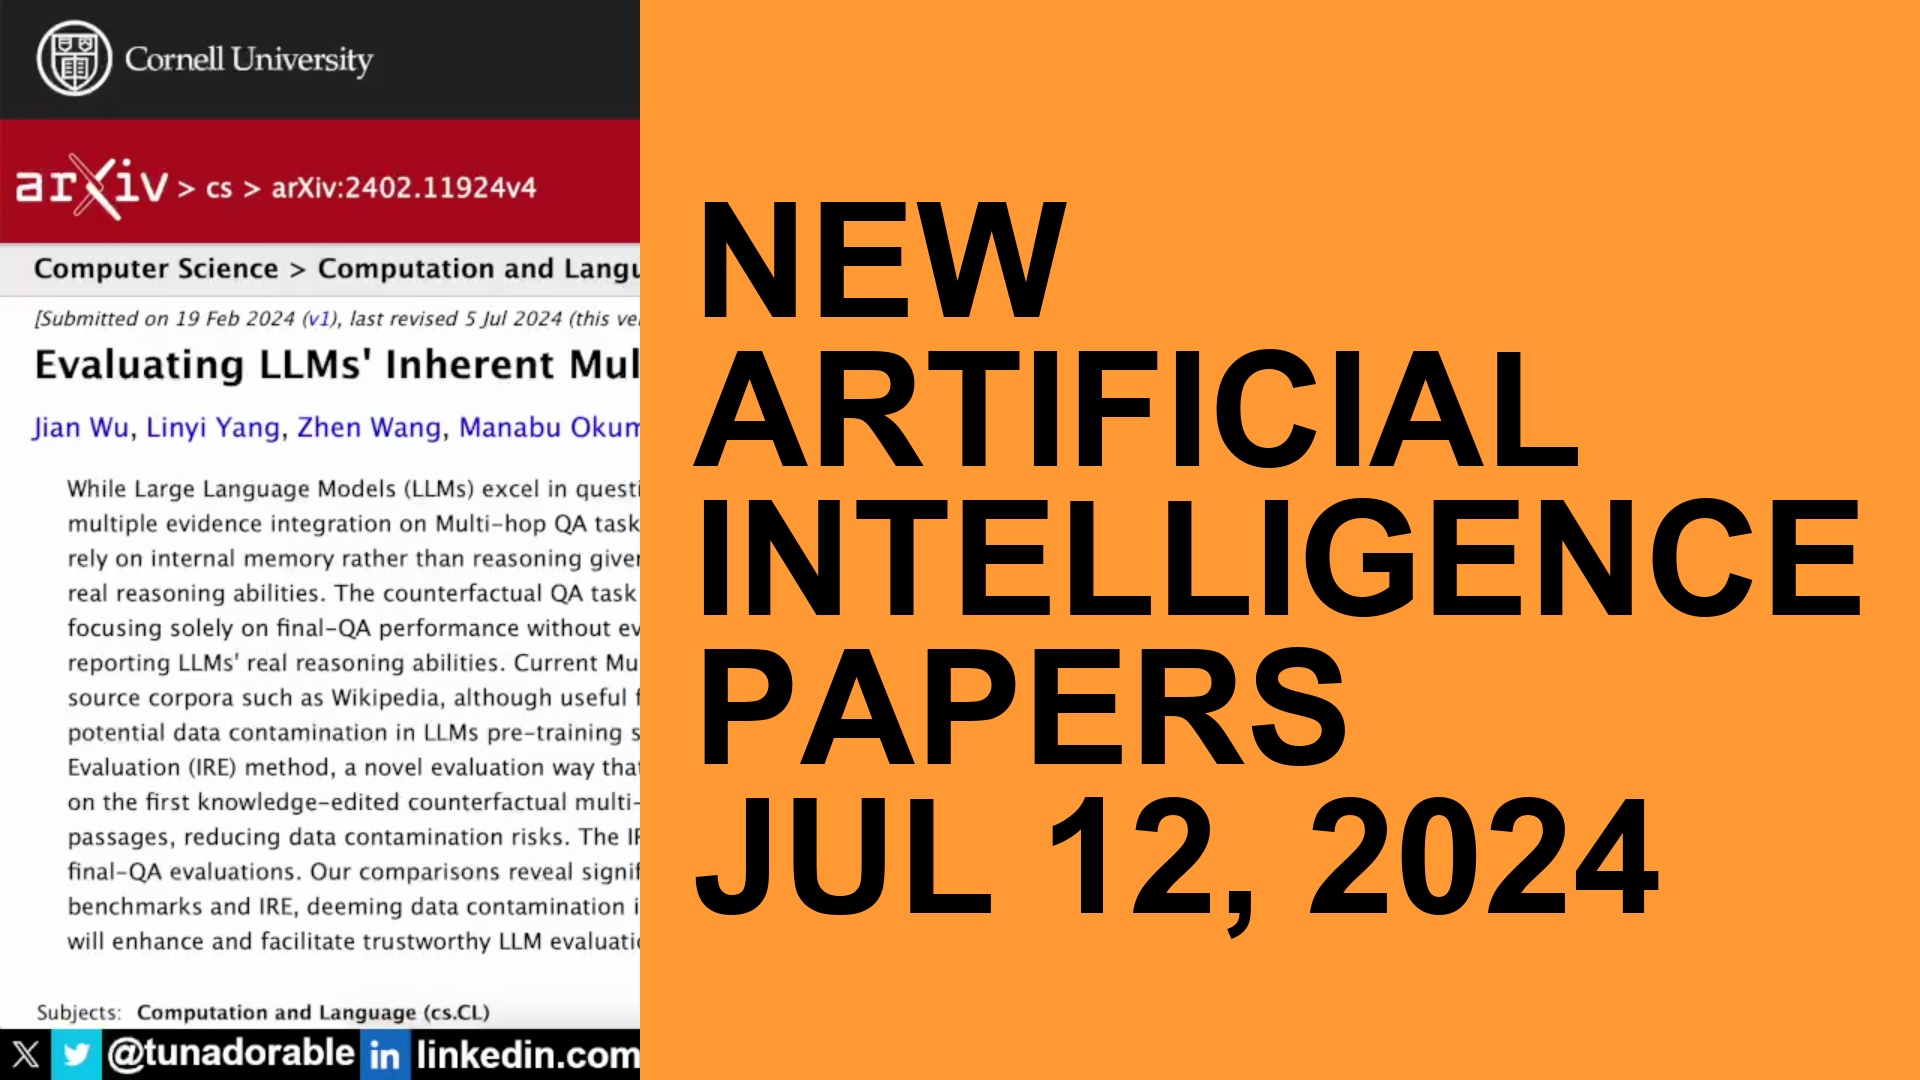 Cornell University
arXiv > cs > arXiv:2402.11924v4
Computer Science > Computation and Langu
[Submitted on 19 Feb 2024 (v1), last revised 5 Jul 2024 (this ve
Evaluating LLMs' Inherent Mul
Jian Wu, Linyi Yang, Zhen Wang, Manabu Okum
While Large Language Models (LLMs) excel in questi
multiple evidence integration on Multi-hop QA task
rely on internal memory rather than reasoning given
real reasoning abilities. The counterfactual QA task
focusing solely on final-QA performance without ev
reporting LLMs' real reasoning abilities. Current Mu
source corpora such as Wikipedia, although useful f
potential data contamination in LLMs pre-training s
Evaluation (IRE) method, a novel evaluation way that
on the first knowledge-edited counterfactual multi-
passages, reducing data contamination risks. The IR
final-QA evaluations. Our comparisons reveal signif
benchmarks and IRE, deeming data contamination i
will enhance and facilitate trustworthy LLM evaluatio
Subjects: Computation and Language (cs.CL)
@tunadorable in linkedin.com
NEW
ARTIFICIAL
INTELLIGENCE
PAPERS
JUL 12, 2024